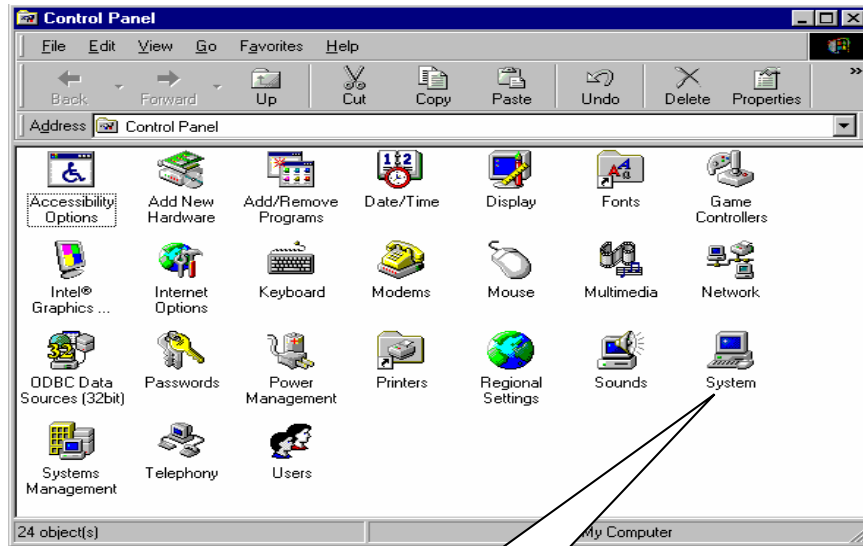 Control Panel
File Edit View Go Favorites Help
Back Forward Up Cut Copy Paste Undo Delete Properties »
Address Control Panel
Accessibility Options
Add New Hardware
Add/Remove Programs
Date/Time
Display
Fonts
Game Controllers
Intel® Graphics ...
Internet Options
Keyboard
Modems
Mouse
Multimedia
Network
ODBC Data Sources (32bit)
Passwords
Power Management
Printers
Regional Settings
Sounds
System
Systems Management
Telephony
Users
24 object(s) My Computer